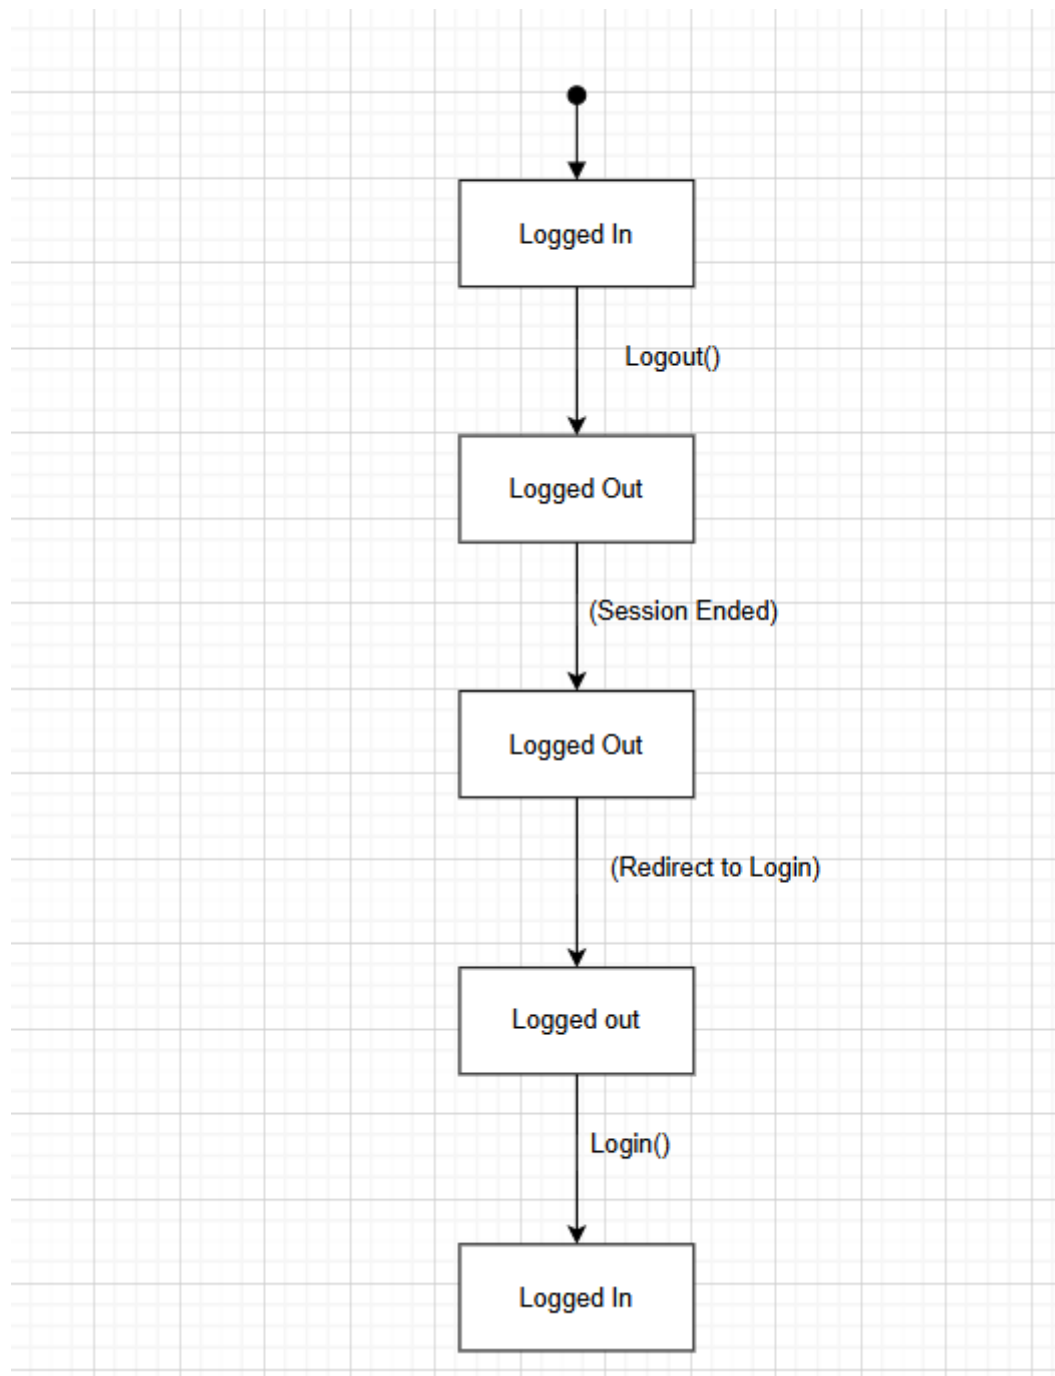 Logged In
Logout()
Logged Out
(Session Ended)
Logged Out
(Redirect to Login)
Logged out
Login()
Logged In